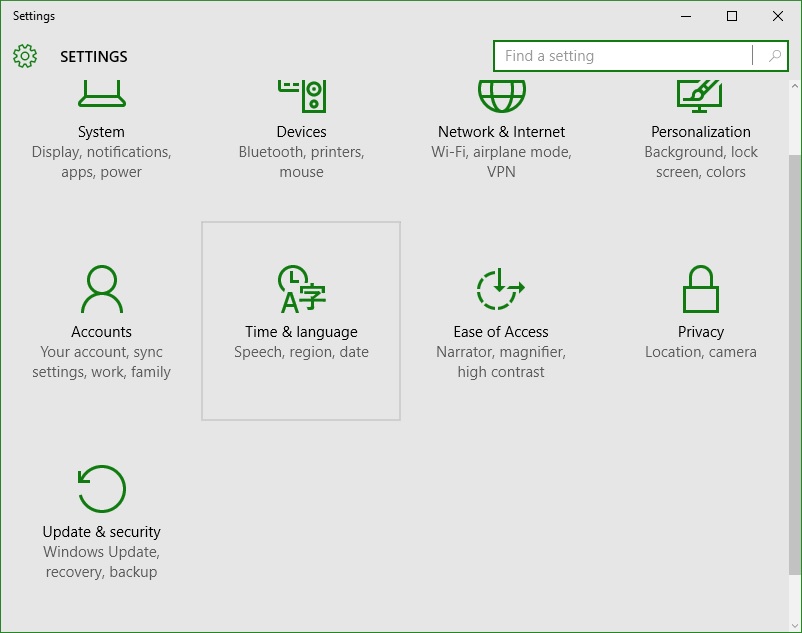 Settings
SETTINGS
Find a setting
System
Display, notifications,
apps, power
Devices
Bluetooth, printers,
mouse
Network & Internet
Wi-Fi, airplane mode,
VPN
Personalization
Background, lock
screen, colors
Accounts
Your account, sync
settings, work, family
Time & language
Speech, region, date
Ease of Access
Narrator, magnifier,
high contrast
Privacy
Location, camera
Update & security
Windows Update,
recovery, backup